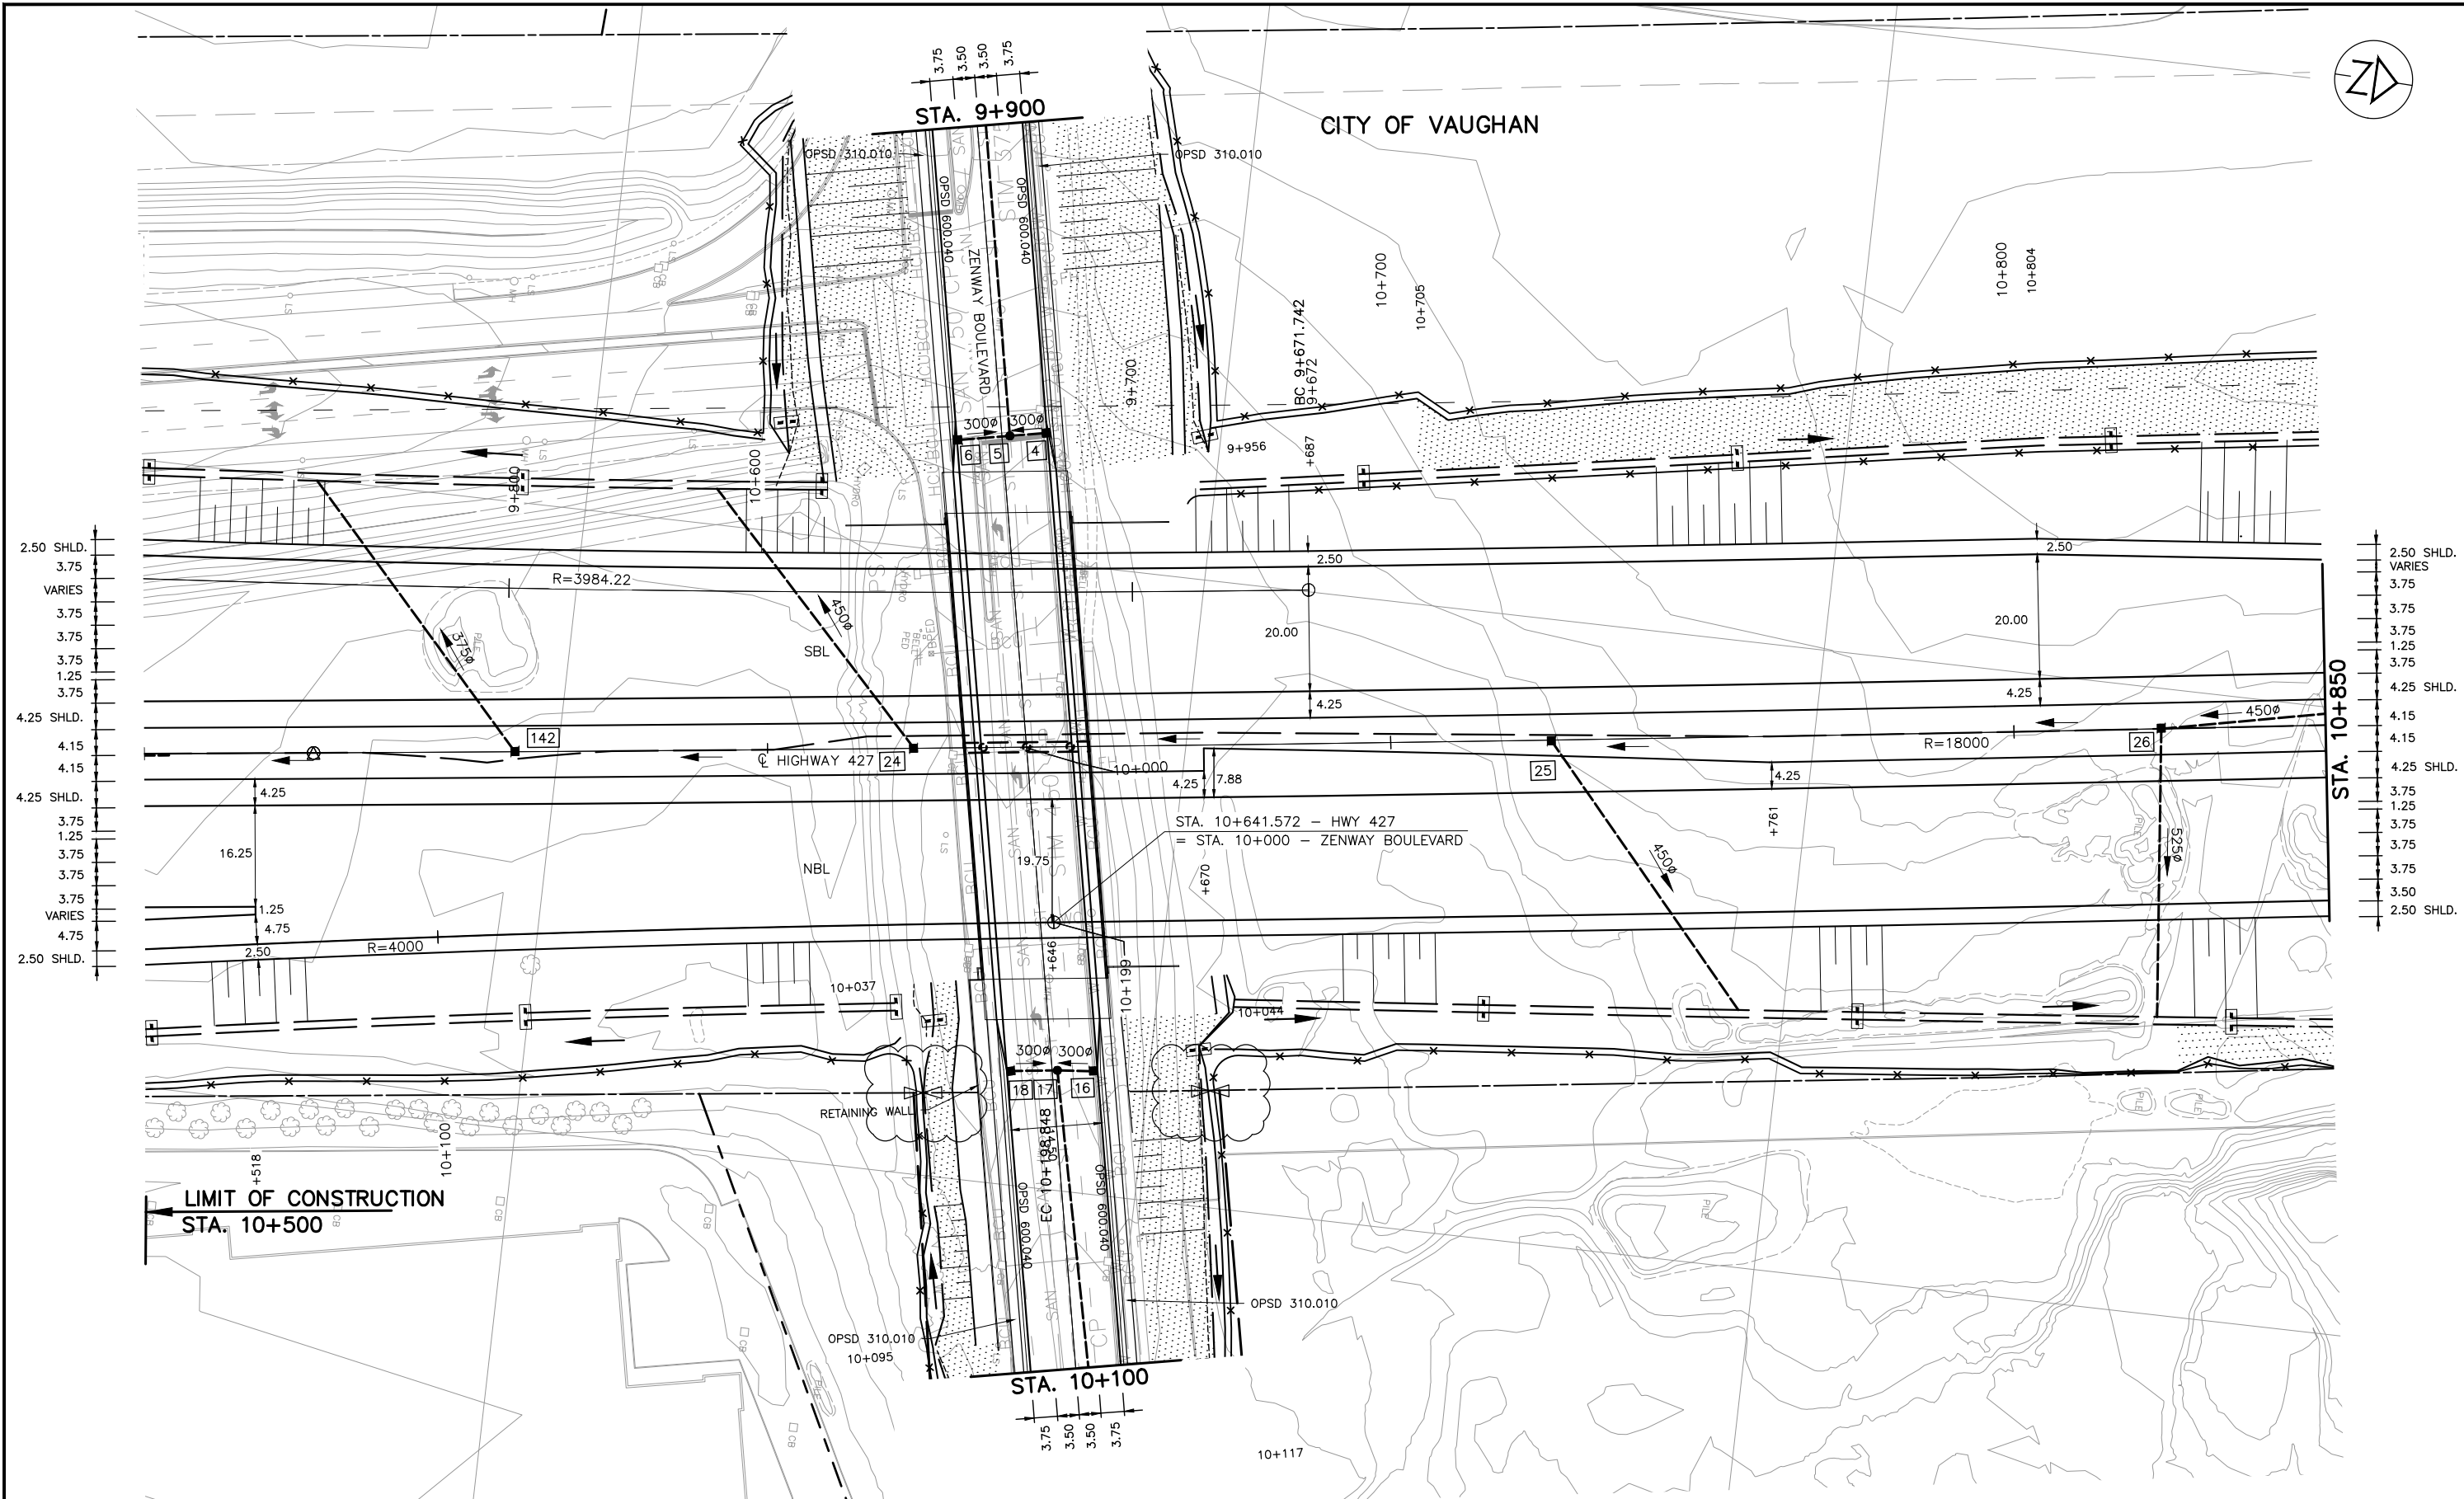 3.75
3.50
3.50
3.75
STA. 9+900
CITY OF VAUGHAN
OPSD 310.010
OPSD 310.010
OPSD 600.040
OPSD 600.040
ZENWAY BOULEVARD
10+700
10+705
10+800
10+804
BC 9+671.742
9+672
9+700
9+956
+687
300ø
300ø
6
5
4
9+800
10+600
2.50 SHLD.
3.75
VARIES
3.75
3.75
3.75
1.25
3.75
4.25 SHLD.
4.15
4.15
4.25 SHLD.
3.75
1.25
3.75
3.75
3.75
VARIES
4.75
2.50 SHLD.
R=3984.22
2.50
2.50
20.00
20.00
375ø
450ø
SBL
4.25
4.25
450ø
142
24
℄ HIGHWAY 427
10+000
4.25
7.88
25
26
R=18000
4.25
+761
4.25
16.25
STA. 10+641.572 – HWY 427
= STA. 10+000 – ZENWAY BOULEVARD
19.75
+670
450ø
525ø
NBL
1.25
4.75
2.50
R=4000
+646
10+199
10+037
10+044
300ø
300ø
18
17
16
RETAINING WALL
EC 10+198.848
10+100
+518
LIMIT OF CONSTRUCTION
STA. 10+500
OPSD 600.040
OPSD 600.040
OPSD 310.010
OPSD 310.010
10+095
STA. 10+100
3.75
3.50
3.50
3.75
10+117
STA. 10+850
2.50 SHLD.
VARIES
3.75
3.75
3.75
1.25
3.75
4.25 SHLD.
4.15
4.15
4.25 SHLD.
3.75
1.25
3.75
3.75
3.75
3.50
2.50 SHLD.
PILE
PILE
PILE
PILE
PILE
PILE